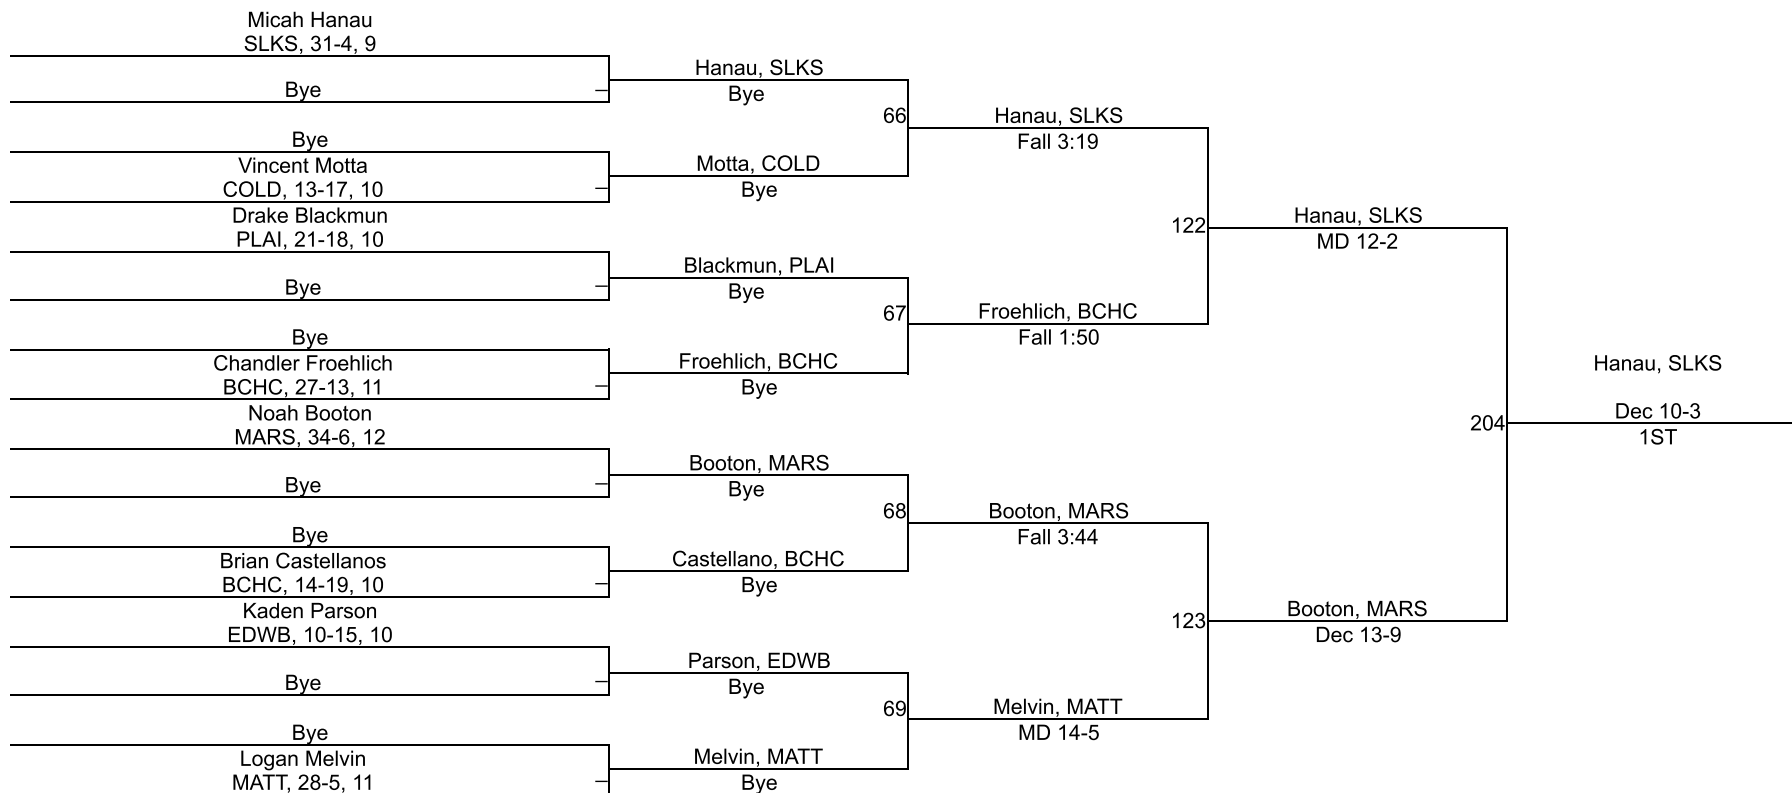 Micah Hanau
SLKS, 31-4, 9
Bye
Bye
Vincent Motta
COLD, 13-17, 10
Drake Blackmun
PLAI, 21-18, 10
Bye
Bye
Chandler Froehlich
BCHC, 27-13, 11
Noah Booton
MARS, 34-6, 12
Bye
Bye
Brian Castellanos
BCHC, 14-19, 10
Kaden Parson
EDWB, 10-15, 10
Bye
Bye
Logan Melvin
MATT, 28-5, 11
Hanau, SLKS
Bye
66
Motta, COLD
Bye
Blackmun, PLAI
Bye
67
Froehlich, BCHC
Bye
Booton, MARS
Bye
68
Castellano, BCHC
Bye
Parson, EDWB
Bye
69
Melvin, MATT
Bye
Hanau, SLKS
Fall 3:19
122
Froehlich, BCHC
Fall 1:50
Booton, MARS
Fall 3:44
123
Melvin, MATT
MD 14-5
Hanau, SLKS
MD 12-2
204
Booton, MARS
Dec 13-9
Hanau, SLKS
Dec 10-3
1ST